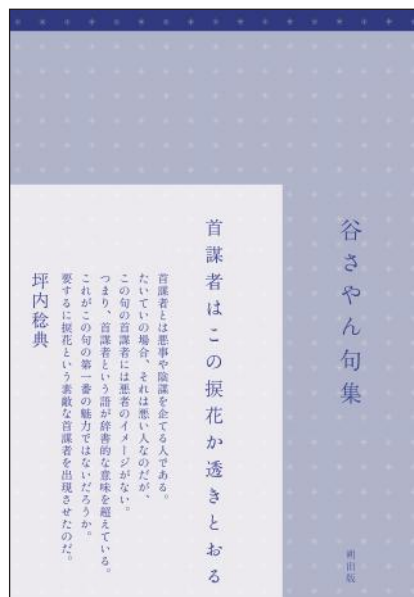 谷さやん句集
首謀者はこの捩花か透きとおる
首謀者とは悪事や陰謀を企てる人である。
たいていの場合、それは悪い人なのだが、
この句の首謀者には悪者のイメージがない。
つまり、首謀者という語が辞書的な意味を超えている。
これがこの句の第一番の魅力ではないだろうか。
要するに捩花という素敵な首謀者を出現させたのだ。
坪内稔典